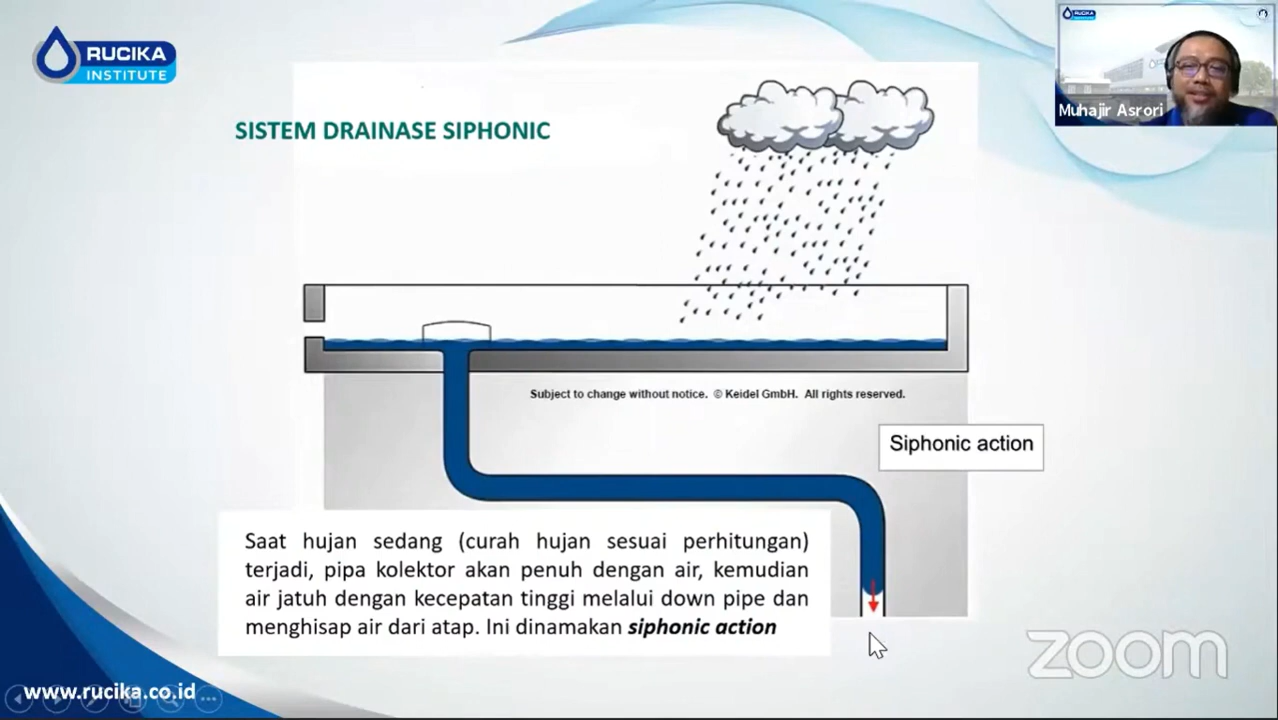 RUCIKA
INSTITUTE
RUCIKA
Muhajir Asrori
SISTEM DRAINASE SIPHONIC
Subject to change without notice. © Keidel GmbH. All rights reserved.
Siphonic action
Saat hujan sedang (curah hujan sesuai perhitungan)
terjadi, pipa kolektor akan penuh dengan air, kemudian
air jatuh dengan kecepatan tinggi melalui down pipe dan
menghisap air dari atap. Ini dinamakan siphonic action
zoom
www.rucika.co.id